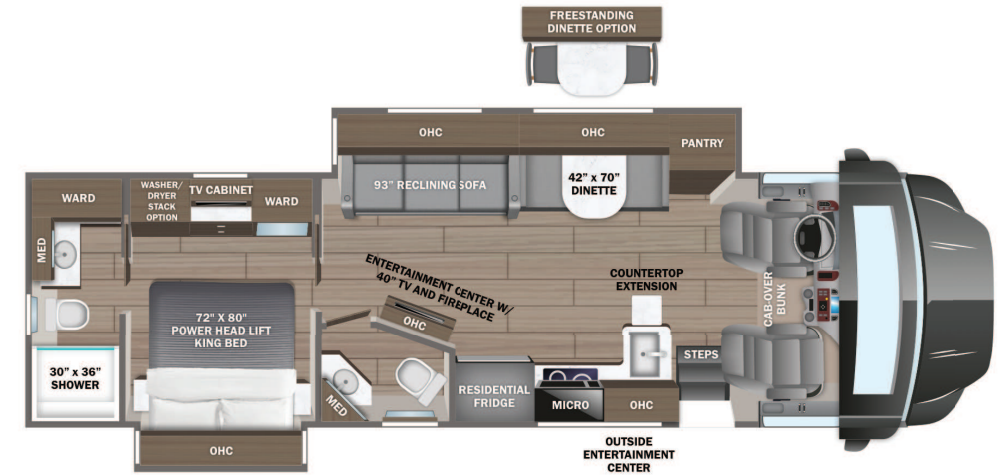 FREESTANDING
DINETTE OPTION
OHC
OHC
PANTRY
93" RECLINING SOFA
42" x 70"
DINETTE
WARD
WASHER/
DRYER
STACK
OPTION
TV CABINET
WARD
MED
ENTERTAINMENT CENTER W/
40" TV AND FIREPLACE
OHC
COUNTERTOP
EXTENSION
CAB-OVER
BUNK
72" X 80"
POWER HEAD LIFT
KING BED
30" x 36"
SHOWER
MED
RESIDENTIAL
FRIDGE
MICRO
OHC
STEPS
OHC
OUTSIDE
ENTERTAINMENT
CENTER